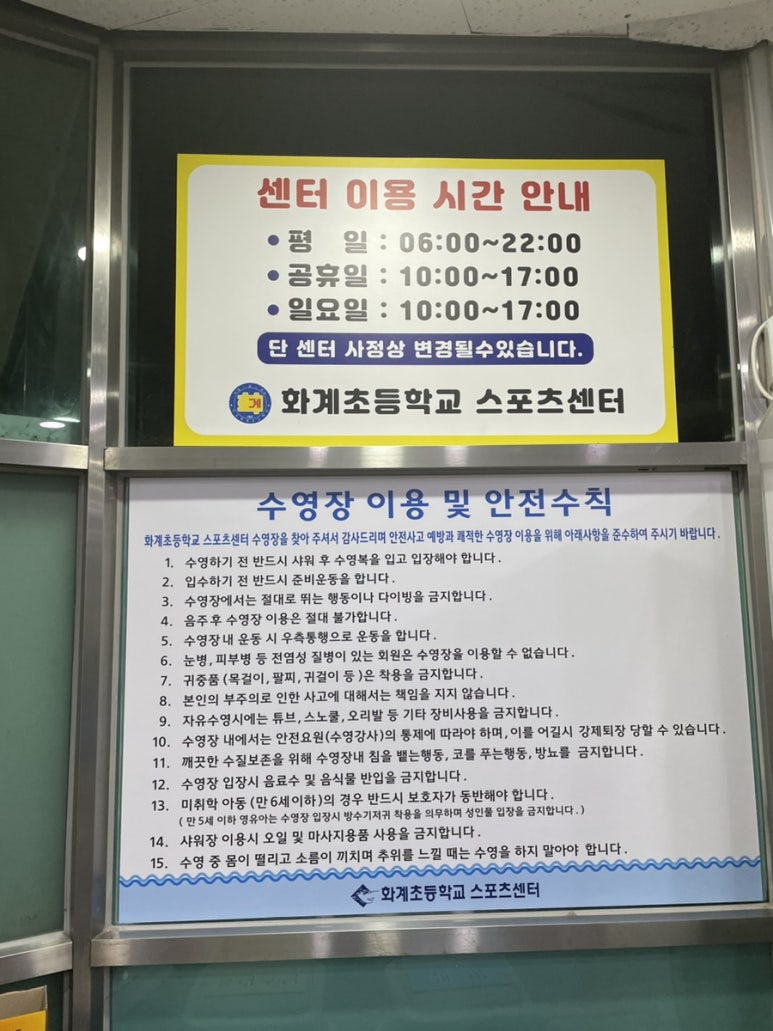 센터 이용 시간 안내
• 평 일 : 06:00~22:00
• 공휴일 : 10:00~17:00
• 일요일 : 10:00~17:00
단 센터 사정상 변경될수있습니다.
화계초등학교 스포츠센터
수영장 이용 및 안전수칙
화계초등학교 스포츠센터 수영장을 찾아 주셔서 감사드리며 안전사고 예방과 쾌적한 수영장 이용을 위해 아래사항을 준수하여 주시기 바랍니다.
1. 수영하기 전 반드시 샤워 후 수영복을 입고 입장해야 합니다.
2. 입수하기 전 반드시 준비운동을 합니다.
3. 수영장에서는 절대로 뛰는 행동이나 다이빙을 금지합니다.
4. 음주 후 수영장 이용은 절대 불가합니다.
5. 수영장 내 운동 시 우측통행으로 운동을 합니다.
6. 눈병, 피부병 등 전염성 질병이 있는 회원은 수영장을 이용할 수 없습니다.
7. 귀중품 (목걸이, 팔찌, 귀걸이 등)은 착용을 금지합니다.
8. 본인의 부주의로 인한 사고에 대해서는 책임을 지지 않습니다.
9. 자유수영시에는 튜브, 스노쿨, 오리발 등 기타 장비사용을 금지합니다.
10. 수영장 내에서는 안전요원(수영강사)의 통제에 따라야 하며, 이를 어길시 강제퇴장 당할 수 있습니다.
11. 깨끗한 수질보존을 위해 수영장내 침을 뱉는행동, 코를 푸는행동, 방뇨를 금지합니다.
12. 수영장 입장시 음료수 및 음식물 반입을 금지합니다.
13. 미취학 아동 (만 6세이하)의 경우 반드시 보호자가 동반해야 합니다.
( 만 5세 이하 영유아는 수영장 입장시 방수기저귀 착용을 의무하며 성인풀 입장을 금지합니다.)
14. 샤워장 이용시 오일 및 마사지용품 사용을 금지합니다.
15. 수영 중 몸이 떨리고 소름이 끼치며 추위를 느낄 때는 수영을 하지 말아야 합니다.
화계초등학교 스포츠센터